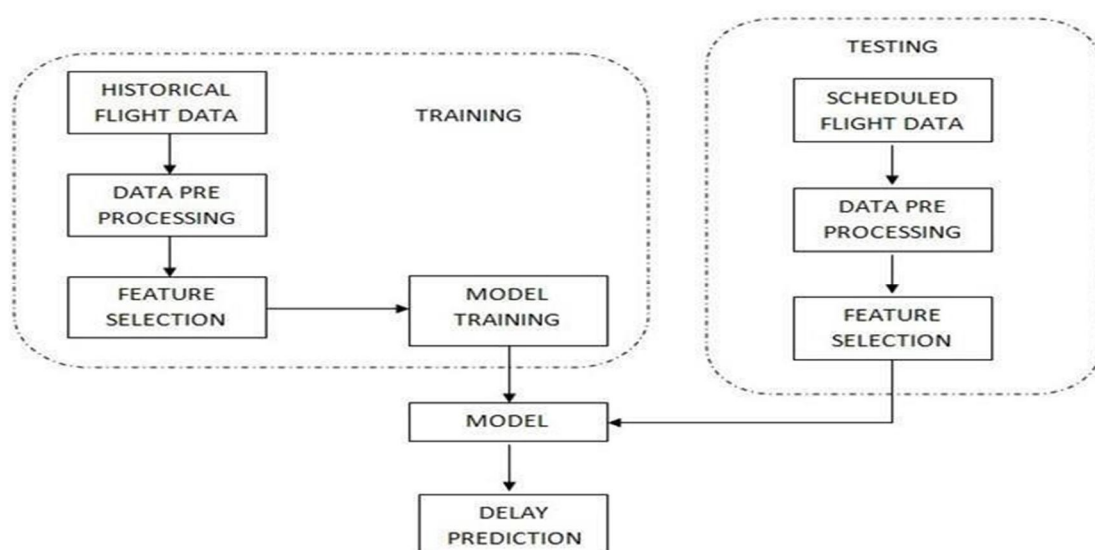 HISTORICAL
FLIGHT DATA
TRAINING
DATA PRE
PROCESSING
FEATURE
SELECTION
MODEL
TRAINING
TESTING
SCHEDULED
FLIGHT DATA
DATA PRE
PROCESSING
FEATURE
SELECTION
MODEL
DELAY
PREDICTION